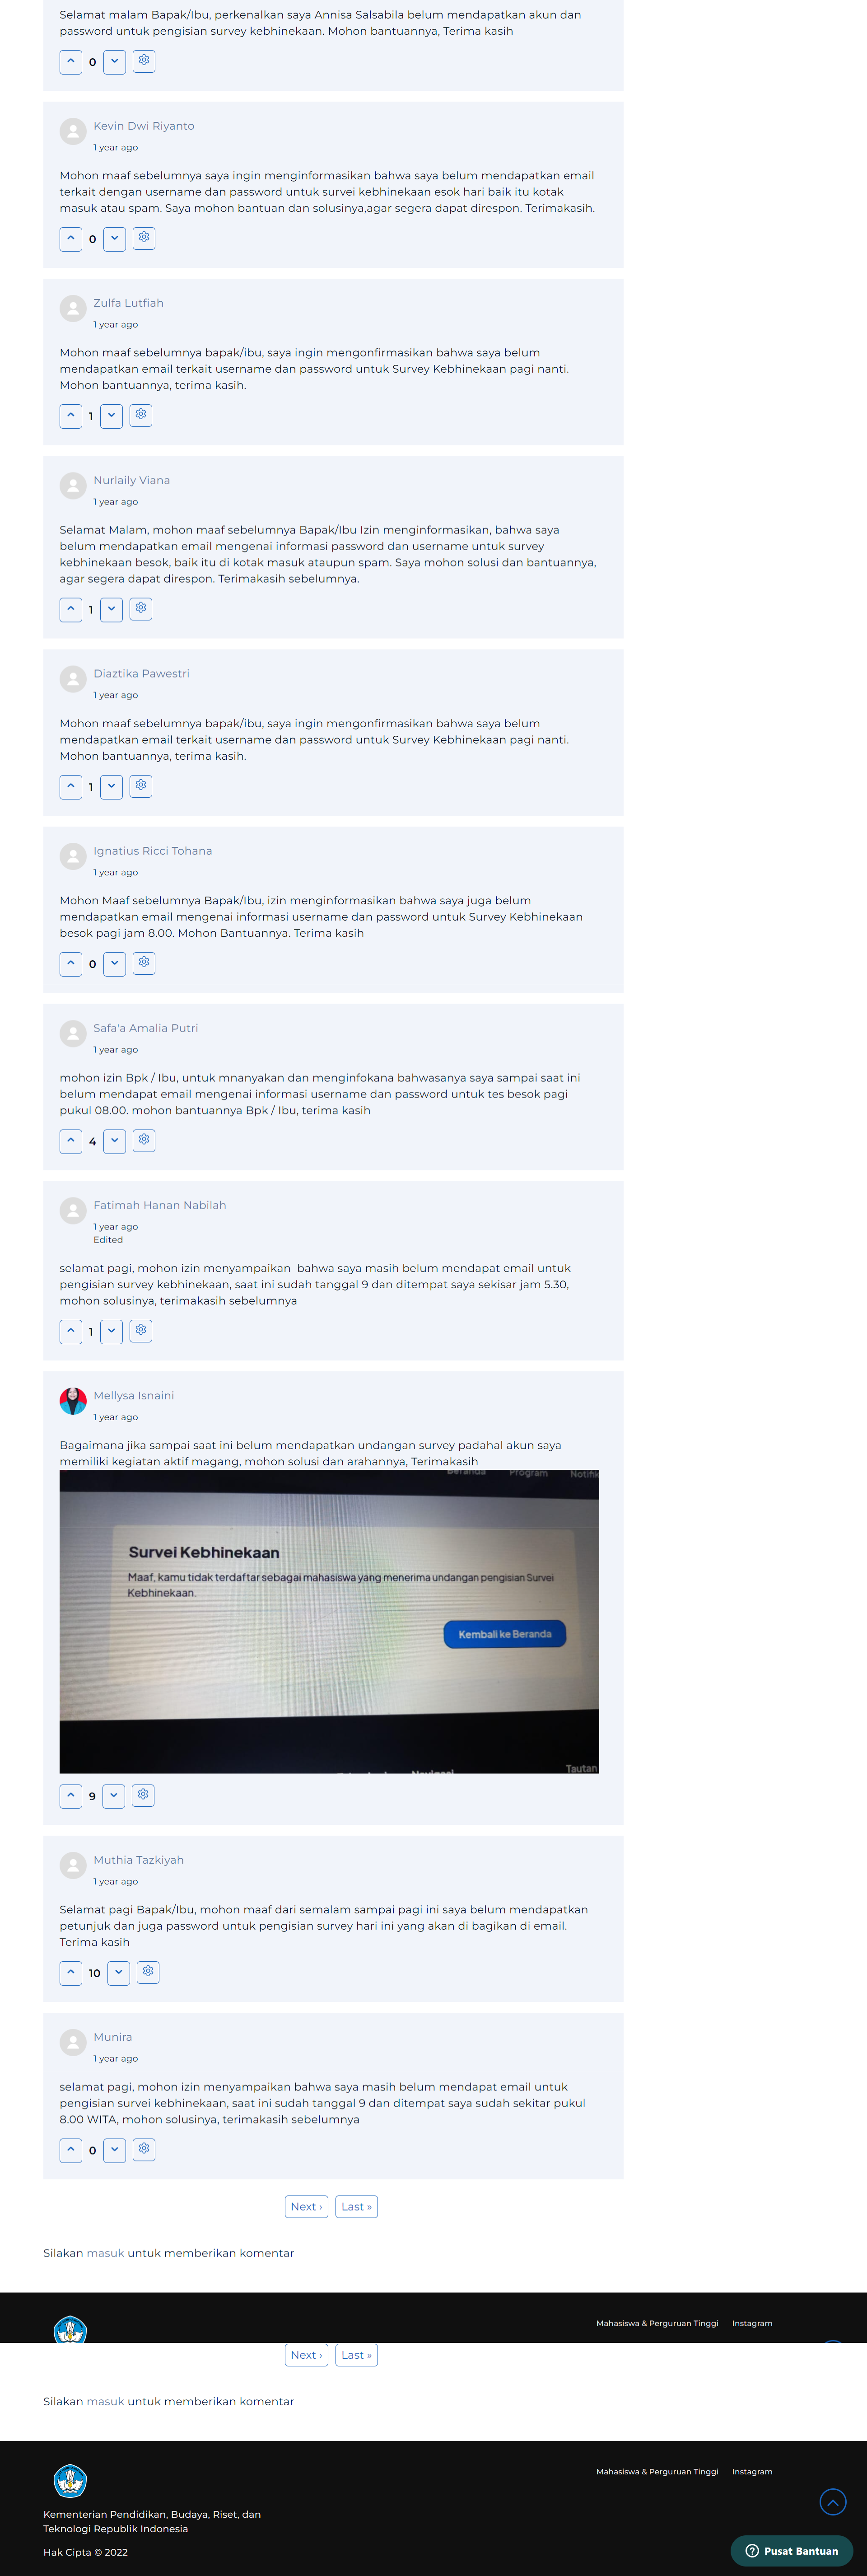 Selamat malam Bapak/Ibu, perkenalkan saya Annisa Salsabila belum mendapatkan akun dan
password untuk pengisian survey kebhinekaan. Mohon bantuannya, Terima kasih
0
Kevin Dwi Riyanto
1 year ago
Mohon maaf sebelumnya saya ingin menginformasikan bahwa saya belum mendapatkan email
terkait dengan username dan password untuk survei kebhinekaan esok hari baik itu kotak
masuk atau spam. Saya mohon bantuan dan solusinya,agar segera dapat direspon. Terimakasih.
0
Zulfa Lutfiah
1 year ago
Mohon maaf sebelumnya bapak/ibu, saya ingin mengonfirmasikan bahwa saya belum
mendapatkan email terkait username dan password untuk Survey Kebhinekaan pagi nanti.
Mohon bantuannya, terima kasih.
1
Nurlaily Viana
1 year ago
Selamat Malam, mohon maaf sebelumnya Bapak/Ibu Izin menginformasikan, bahwa saya
belum mendapatkan email mengenai informasi password dan username untuk survey
kebhinekaan besok, baik itu di kotak masuk ataupun spam. Saya mohon solusi dan bantuannya,
agar segera dapat direspon. Terimakasih sebelumnya.
1
Diaztika Pawestri
1 year ago
Mohon maaf sebelumnya bapak/ibu, saya ingin mengonfirmasikan bahwa saya belum
mendapatkan email terkait username dan password untuk Survey Kebhinekaan pagi nanti.
Mohon bantuannya, terima kasih.
1
Ignatius Ricci Tohana
1 year ago
Mohon Maaf sebelumnya Bapak/Ibu, izin menginformasikan bahwa saya juga belum
mendapatkan email mengenai informasi username dan password untuk Survey Kebhinekaan
besok pagi jam 8.00. Mohon Bantuannya. Terima kasih
0
Safa'a Amalia Putri
1 year ago
mohon izin Bpk / Ibu, untuk mnanyakan dan menginfokana bahwasanya saya sampai saat ini
belum mendapat email mengenai informasi username dan password untuk tes besok pagi
pukul 08.00. mohon bantuannya Bpk / Ibu, terima kasih
4
Fatimah Hanan Nabilah
1 year ago
Edited
selamat pagi, mohon izin menyampaikan  bahwa saya masih belum mendapat email untuk
pengisian survey kebhinekaan, saat ini sudah tanggal 9 dan ditempat saya sekisar jam 5.30,
mohon solusinya, terimakasih sebelumnya
1
Mellysa Isnaini
1 year ago
Bagaimana jika sampai saat ini belum mendapatkan undangan survey padahal akun saya
memiliki kegiatan aktif magang, mohon solusi dan arahannya, Terimakasih
Beranda Program Notifik
Survei Kebhinekaan
Maaf, kamu tidak terdaftar sebagai mahasiswa yang menerima undangan pengisian Survei
Kebhinekaan.
Kembali ke Beranda
Navigasi
Tautan
9
Muthia Tazkiyah
1 year ago
Selamat pagi Bapak/Ibu, mohon maaf dari semalam sampai pagi ini saya belum mendapatkan
petunjuk dan juga password untuk pengisian survey hari ini yang akan di bagikan di email.
Terima kasih
10
Munira
1 year ago
selamat pagi, mohon izin menyampaikan bahwa saya masih belum mendapat email untuk
pengisian survei kebhinekaan, saat ini sudah tanggal 9 dan ditempat saya sudah sekitar pukul
8.00 WITA, mohon solusinya, terimakasih sebelumnya
0
Next › Last »
Silakan masuk untuk memberikan komentar
Mahasiswa & Perguruan Tinggi Instagram
Next › Last »
Silakan masuk untuk memberikan komentar
Mahasiswa & Perguruan Tinggi Instagram
Kementerian Pendidikan, Budaya, Riset, dan
Teknologi Republik Indonesia
Hak Cipta © 2022
Pusat Bantuan